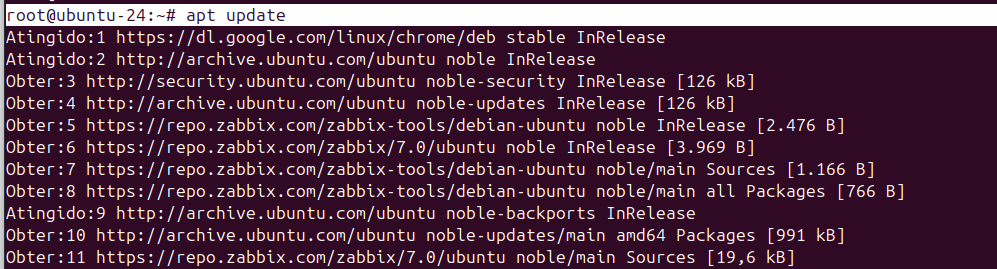 root@ubuntu-24:~# apt update
Atingido:1 https://dl.google.com/linux/chrome/deb stable InRelease
Atingido:2 http://archive.ubuntu.com/ubuntu noble InRelease
Obter:3 http://security.ubuntu.com/ubuntu noble-security InRelease [126 kB]
Obter:4 http://archive.ubuntu.com/ubuntu noble-updates InRelease [126 kB]
Obter:5 https://repo.zabbix.com/zabbix-tools/debian-ubuntu noble InRelease [2.476 B]
Obter:6 https://repo.zabbix.com/zabbix/7.0/ubuntu noble InRelease [3.969 B]
Obter:7 https://repo.zabbix.com/zabbix-tools/debian-ubuntu noble/main Sources [1.166 B]
Obter:8 https://repo.zabbix.com/zabbix-tools/debian-ubuntu noble/main all Packages [766 B]
Atingido:9 http://archive.ubuntu.com/ubuntu noble-backports InRelease
Obter:10 http://archive.ubuntu.com/ubuntu noble-updates/main amd64 Packages [991 kB]
Obter:11 https://repo.zabbix.com/zabbix/7.0/ubuntu noble/main Sources [19,6 kB]